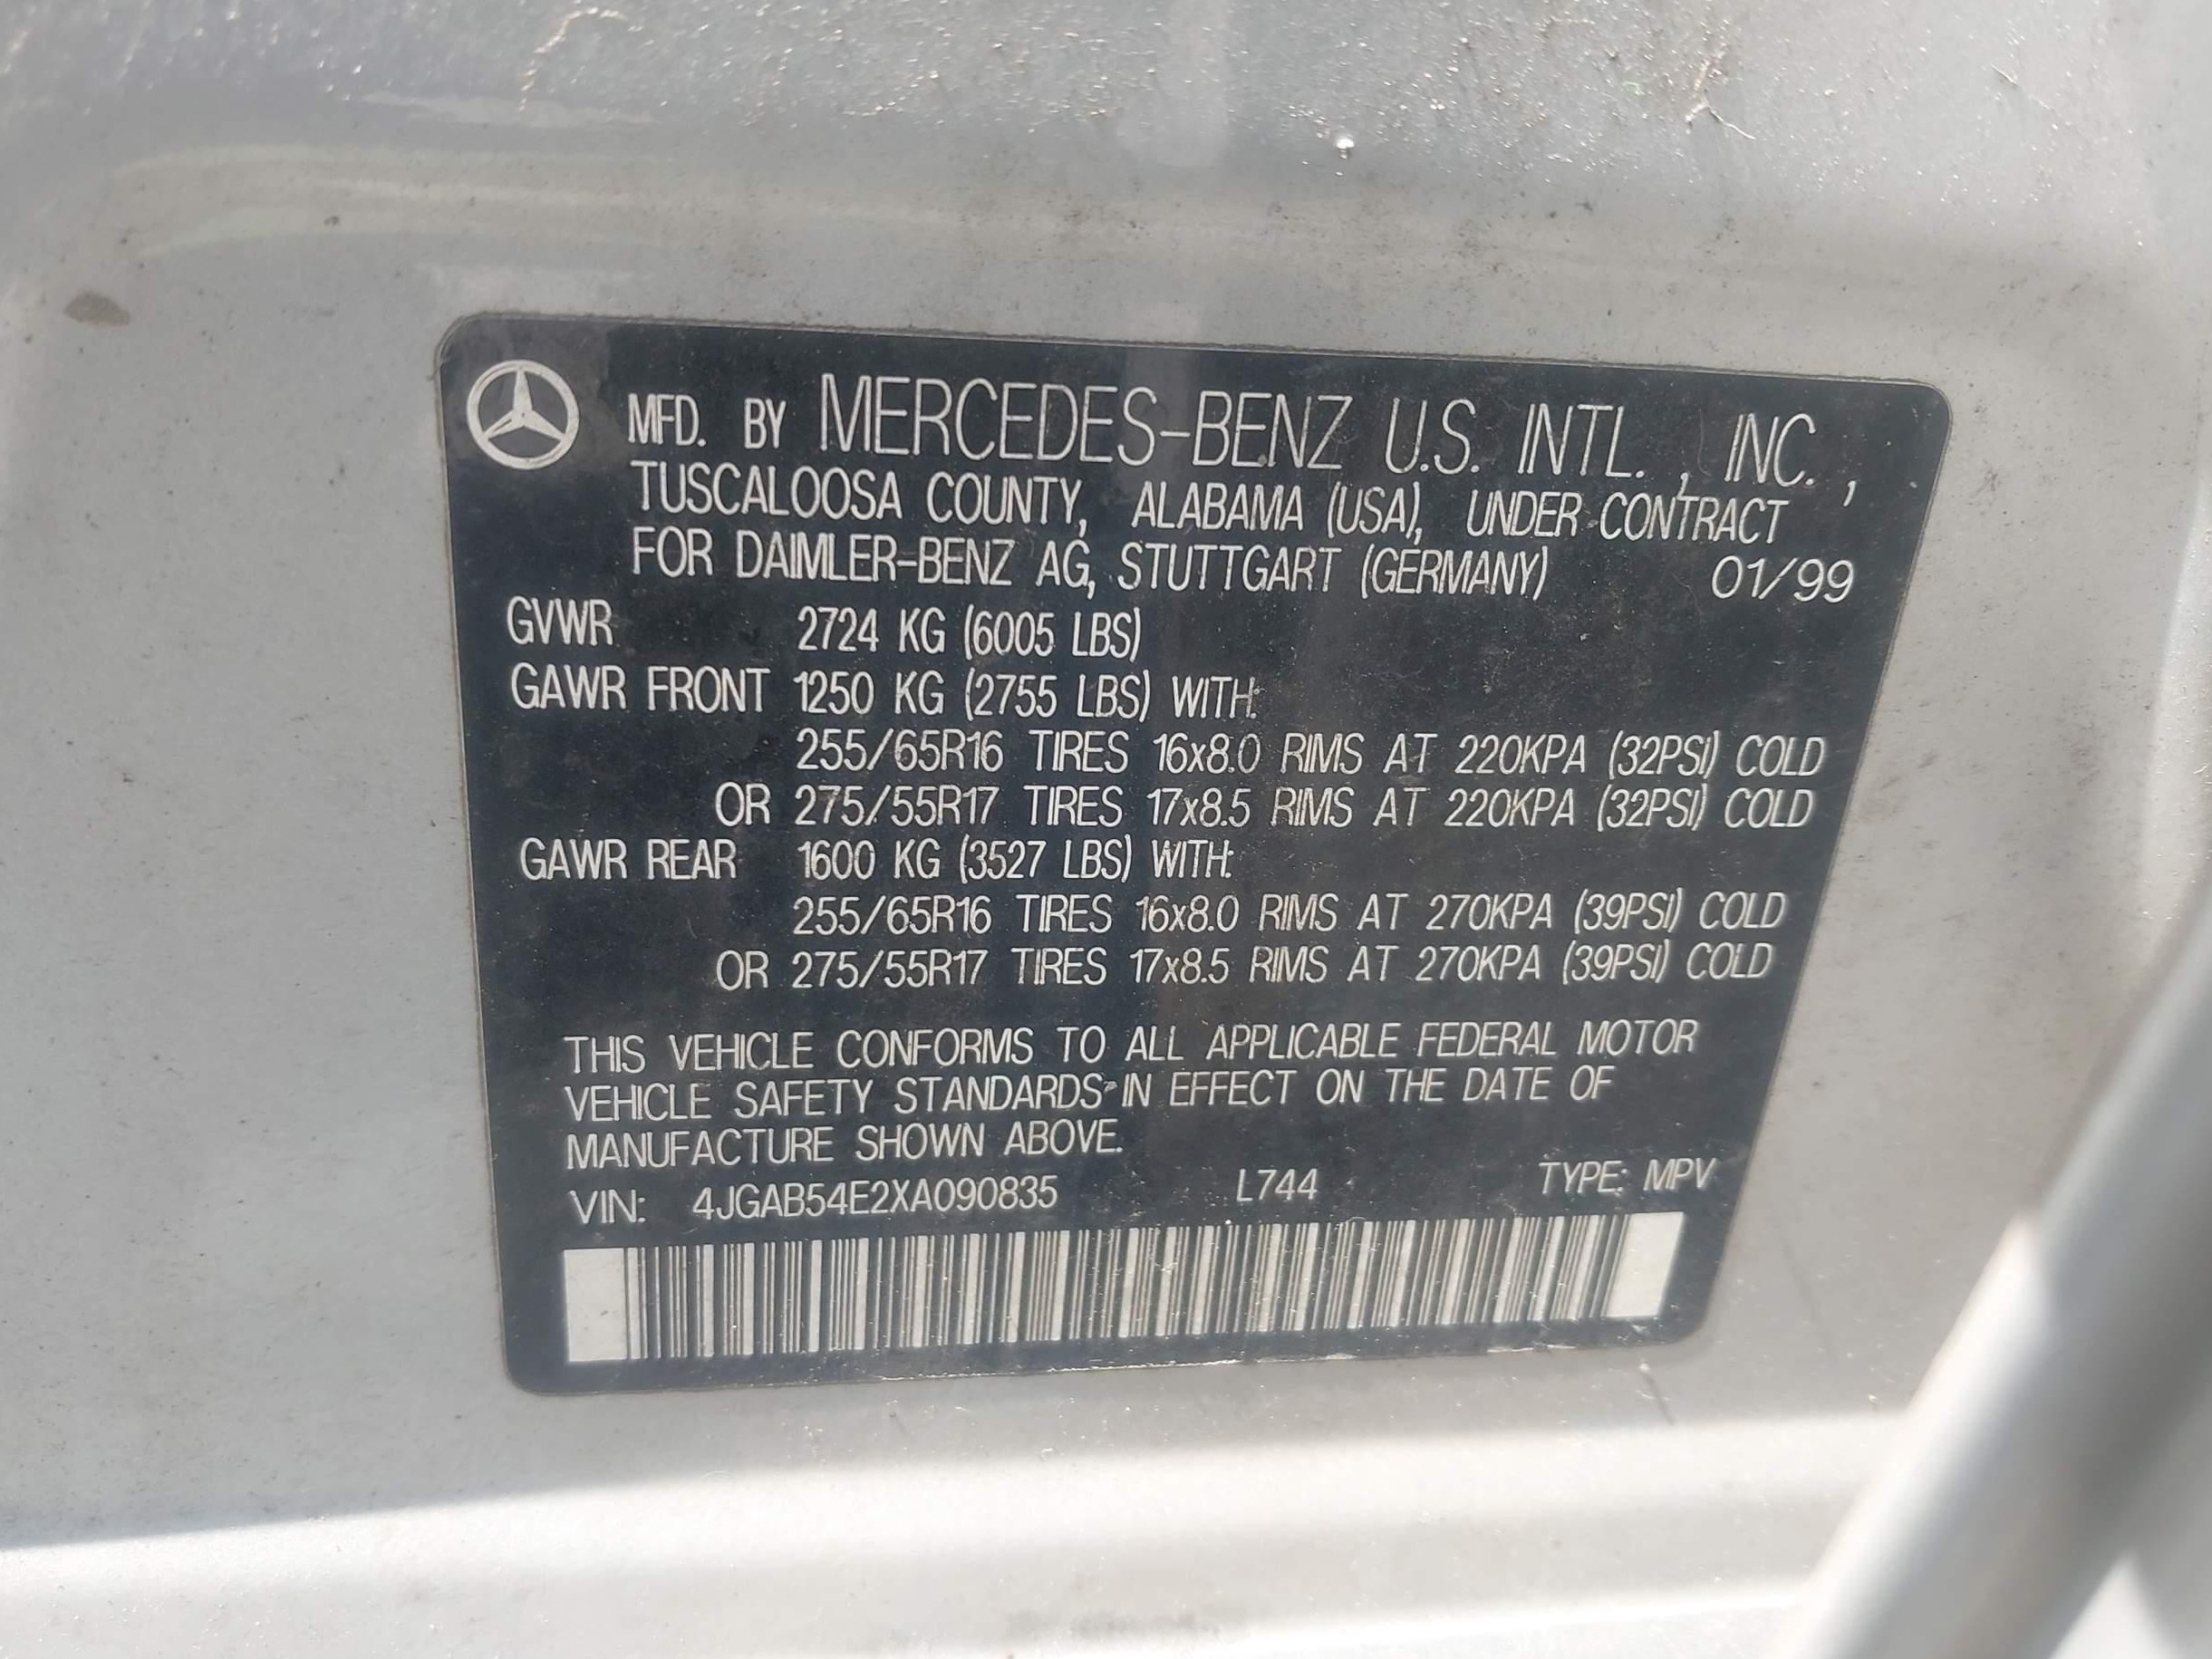 MFD. BY MERCEDES-BENZ U.S. INTL. , INC. ,
TUSCALOOSA COUNTY, ALABAMA (USA), UNDER CONTRACT
FOR DAIMLER-BENZ AG, STUTTGART (GERMANY) 01/99
GVWR 2724 KG (6005 LBS)
GAWR FRONT 1250 KG (2755 LBS) WITH:
255/65R16 TIRES 16x8.0 RIMS AT 220KPA (32PSI) COLD
OR 275/55R17 TIRES 17x8.5 RIMS AT 220KPA (32PSI) COLD
GAWR REAR 1600 KG (3527 LBS) WITH:
255/65R16 TIRES 16x8.0 RIMS AT 270KPA (39PSI) COLD
OR 275/55R17 TIRES 17x8.5 RIMS AT 270KPA (39PSI) COLD
THIS VEHICLE CONFORMS TO ALL APPLICABLE FEDERAL MOTOR
VEHICLE SAFETY STANDARDS IN EFFECT ON THE DATE OF
MANUFACTURE SHOWN ABOVE.
VIN: 4JGAB54E2XA090835 L744 TYPE: MPV